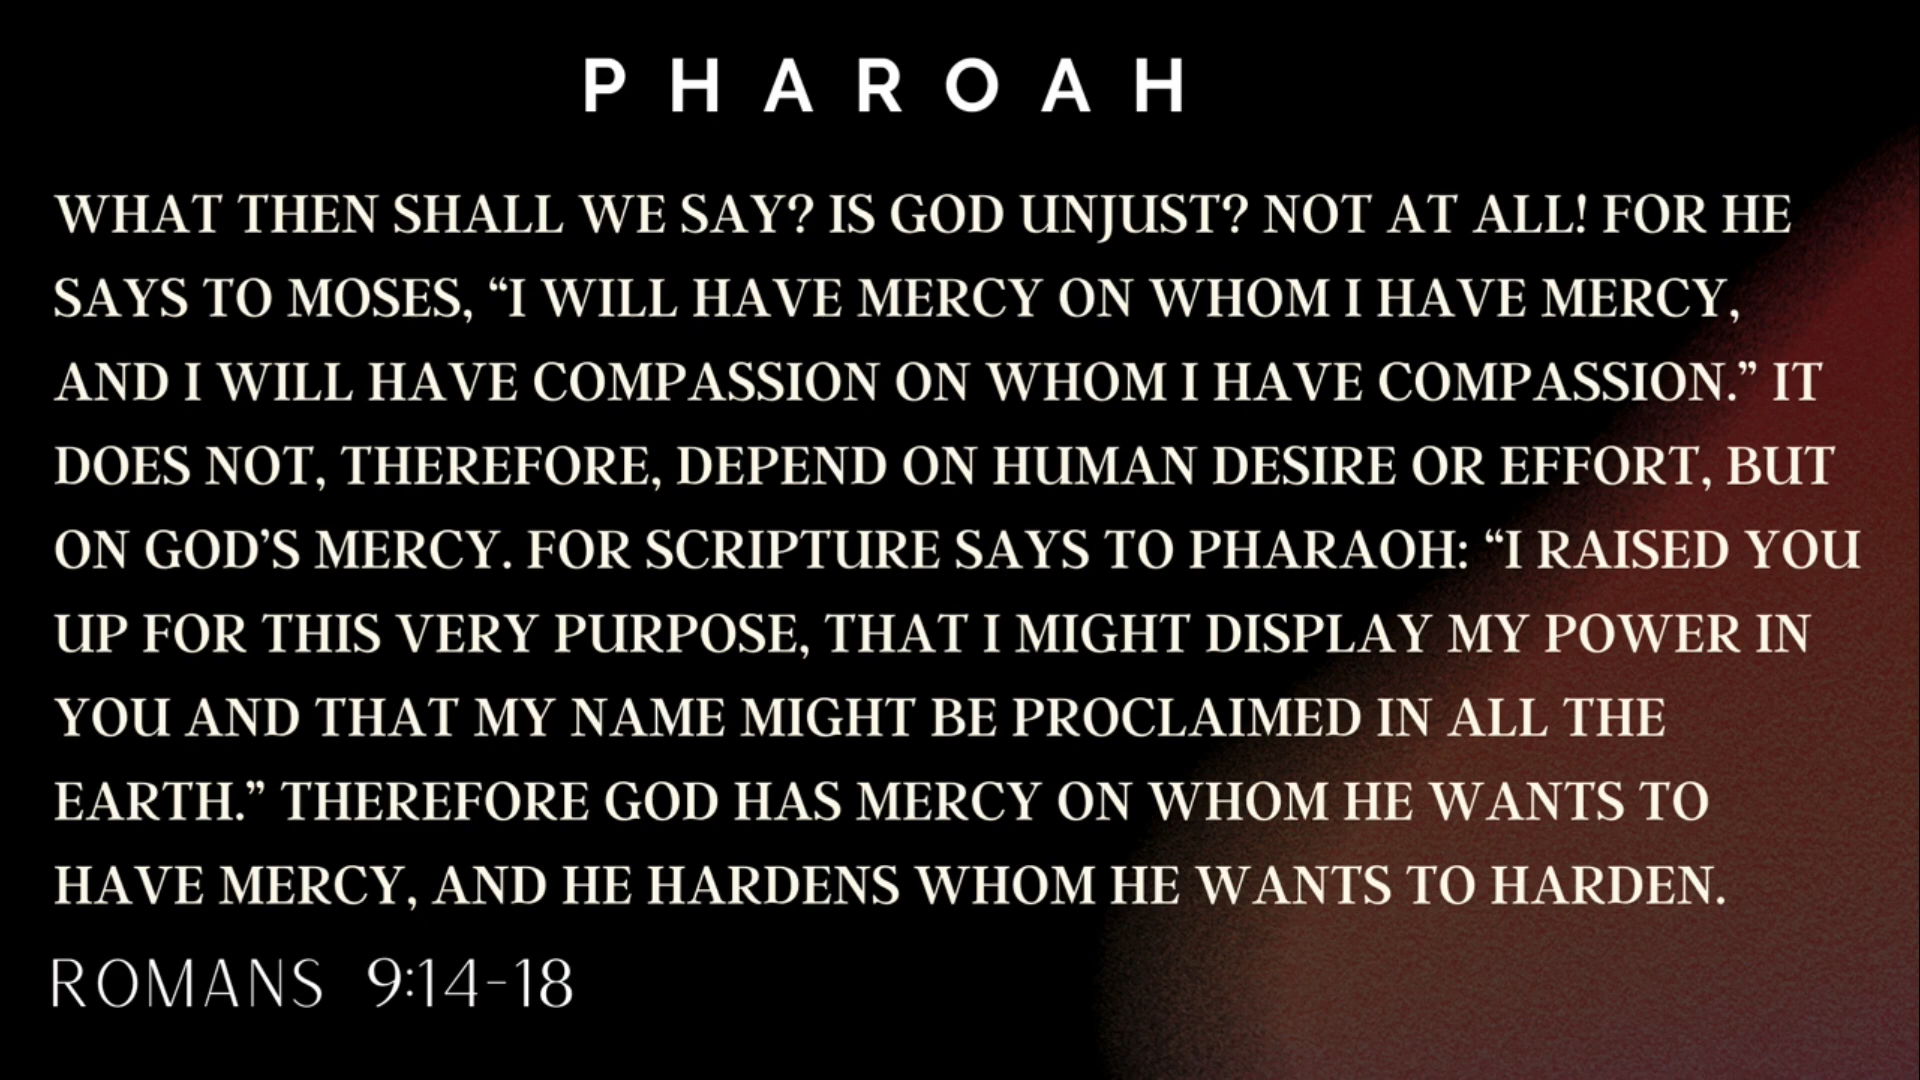 PHAROAH
WHAT THEN SHALL WE SAY? IS GOD UNJUST? NOT AT ALL! FOR HE
SAYS TO MOSES, “I WILL HAVE MERCY ON WHOM I HAVE MERCY,
AND I WILL HAVE COMPASSION ON WHOM I HAVE COMPASSION.” IT
DOES NOT, THEREFORE, DEPEND ON HUMAN DESIRE OR EFFORT, BUT
ON GOD’S MERCY. FOR SCRIPTURE SAYS TO PHARAOH: “I RAISED YOU
UP FOR THIS VERY PURPOSE, THAT I MIGHT DISPLAY MY POWER IN
YOU AND THAT MY NAME MIGHT BE PROCLAIMED IN ALL THE
EARTH.” THEREFORE GOD HAS MERCY ON WHOM HE WANTS TO
HAVE MERCY, AND HE HARDENS WHOM HE WANTS TO HARDEN.
ROMANS 9:14-18